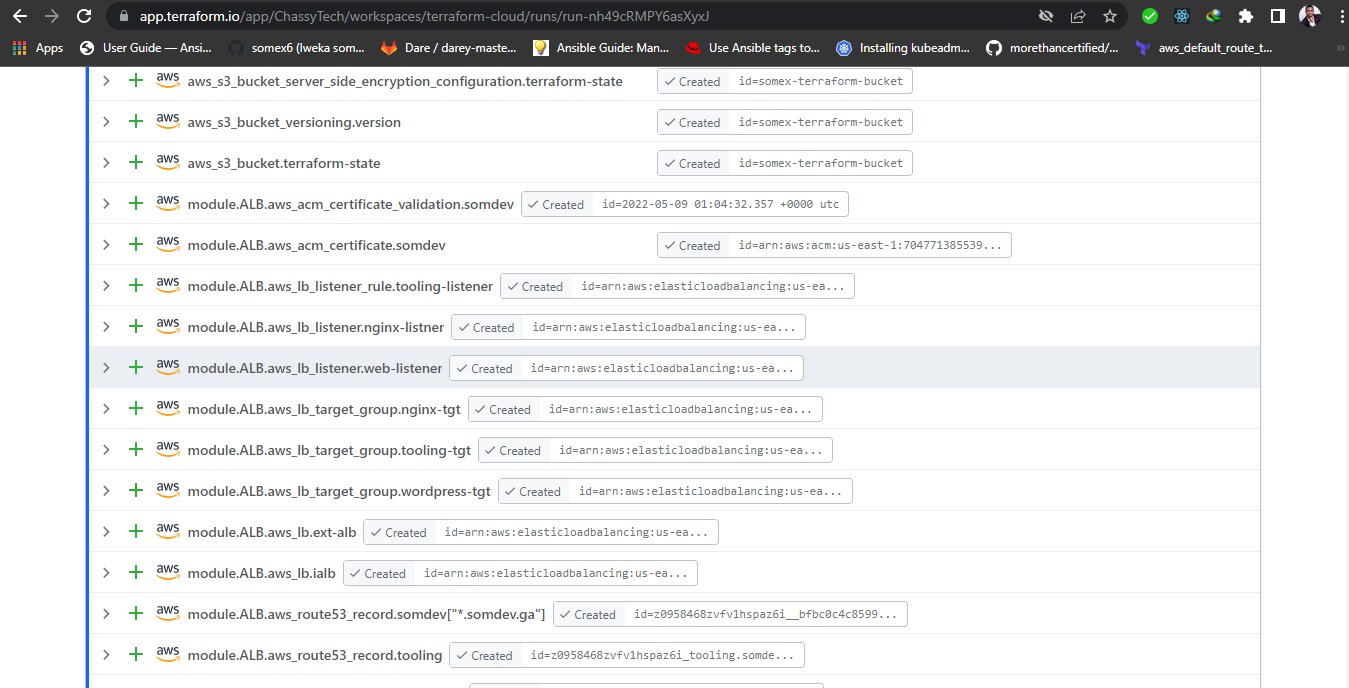 app.terraform.io/app/ChassyTech/workspaces/terraform-cloud/runs/run-nh49cRMPY6asXyxJ
Apps User Guide — Ansi... somex6 (lweka som... Dare / darey-maste... Ansible Guide: Man... Use Ansible tags to... Installing kubeadm... morethancertified/... aws_default_route_t... »
aws aws_s3_bucket_server_side_encryption_configuration.terraform-state Created id=somex-terraform-bucket
aws aws_s3_bucket_versioning.version Created id=somex-terraform-bucket
aws aws_s3_bucket.terraform-state Created id=somex-terraform-bucket
aws module.ALB.aws_acm_certificate_validation.somdev Created id=2022-05-09 01:04:32.357 +0000 utc
aws module.ALB.aws_acm_certificate.somdev Created id=arn:aws:acm:us-east-1:704771385539...
aws module.ALB.aws_lb_listener_rule.tooling-listener Created id=arn:aws:elasticloadbalancing:us-ea...
aws module.ALB.aws_lb_listener.nginx-listner Created id=arn:aws:elasticloadbalancing:us-ea...
aws module.ALB.aws_lb_listener.web-listener Created id=arn:aws:elasticloadbalancing:us-ea...
aws module.ALB.aws_lb_target_group.nginx-tgt Created id=arn:aws:elasticloadbalancing:us-ea...
aws module.ALB.aws_lb_target_group.tooling-tgt Created id=arn:aws:elasticloadbalancing:us-ea...
aws module.ALB.aws_lb_target_group.wordpress-tgt Created id=arn:aws:elasticloadbalancing:us-ea...
aws module.ALB.aws_lb.ext-alb Created id=arn:aws:elasticloadbalancing:us-ea...
aws module.ALB.aws_lb.ialb Created id=arn:aws:elasticloadbalancing:us-ea...
aws module.ALB.aws_route53_record.somdev["*.somdev.ga"] Created id=z0958468zvfv1hspaz6i__bfbc0c4c8599...
aws module.ALB.aws_route53_record.tooling Created id=z0958468zvfv1hspaz6i_tooling.somde...